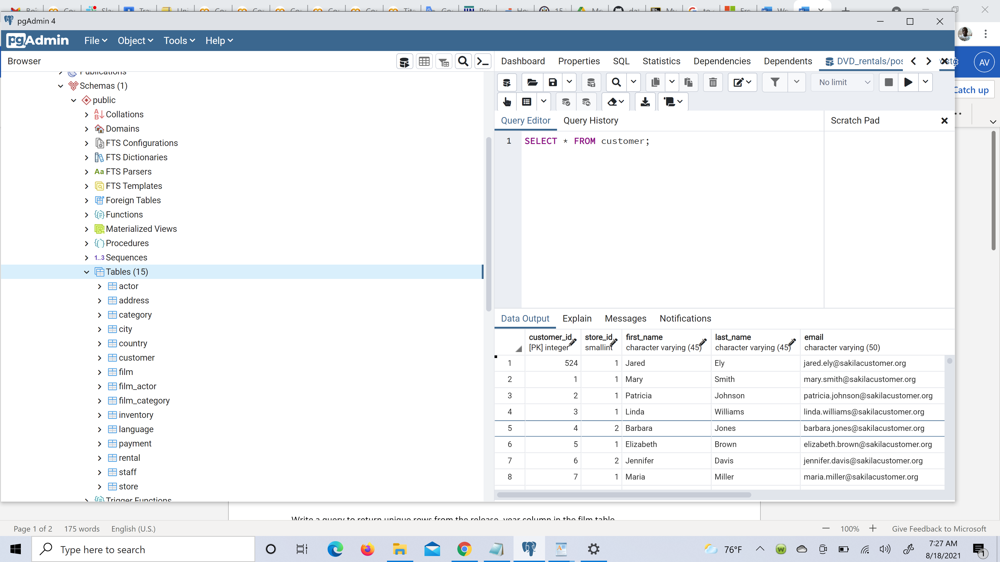 pgAdmin 4
pgAdmin File Object Tools Help
Browser
Dashboard Properties SQL Statistics Dependencies Dependents DVD_rentals/pos
AV
Catch up
No limit
Publications
Schemas (1)
public
Collations
Domains
FTS Configurations
FTS Dictionaries
Aa FTS Parsers
FTS Templates
Foreign Tables
Functions
Materialized Views
Procedures
1..3 Sequences
Tables (15)
actor
address
category
city
country
customer
film
film_actor
film_category
inventory
language
payment
rental
staff
store
Trigger Functions
Query Editor Query History
Scratch Pad
1 SELECT * FROM customer;
Data Output Explain Messages Notifications
customer_id store_id first_name last_name email
[PK] integer smallint character varying (45) character varying (45) character varying (50)
1 524 1 Jared Ely jared.ely@sakilacustomer.org
2 1 1 Mary Smith mary.smith@sakilacustomer.org
3 2 1 Patricia Johnson patricia.johnson@sakilacustomer.org
4 3 1 Linda Williams linda.williams@sakilacustomer.org
5 4 2 Barbara Jones barbara.jones@sakilacustomer.org
6 5 1 Elizabeth Brown elizabeth.brown@sakilacustomer.org
7 6 2 Jennifer Davis jennifer.davis@sakilacustomer.org
8 7 1 Maria Miller maria.miller@sakilacustomer.org
Write a query to return unique rows from the release_year column in the film table
Page 1 of 2 175 words English (U.S.)
100% Give Feedback to Microsoft
Type here to search
76°F
7:27 AM
8/18/2021
1